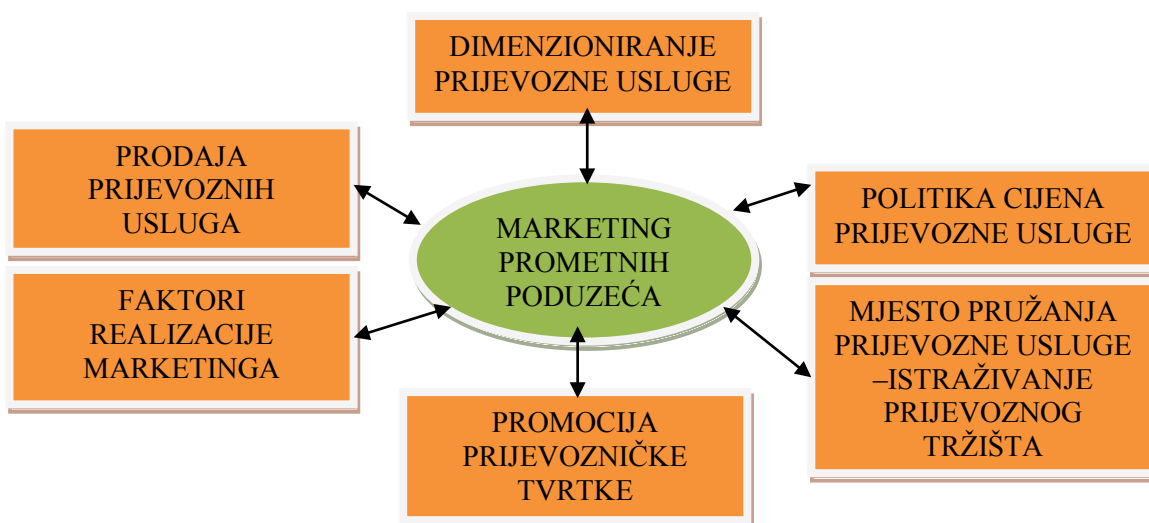 DIMENZIONIRANJE
PRIJEVOZNE USLUGE
PRODAJA
PRIJEVOZNIH
USLUGA
POLITIKA CIJENA
PRIJEVOZNE USLUGE
MARKETING
PROMETNIH
PODUZEĆA
FAKTORI
REALIZACIJE
MARKETINGA
MJESTO PRUŽANJA
PRIJEVOZNE USLUGE
–ISTRAŽIVANJE
PRIJEVOZNOG
TRŽIŠTA
PROMOCIJA
PRIJEVOZNIČKE
TVRTKE